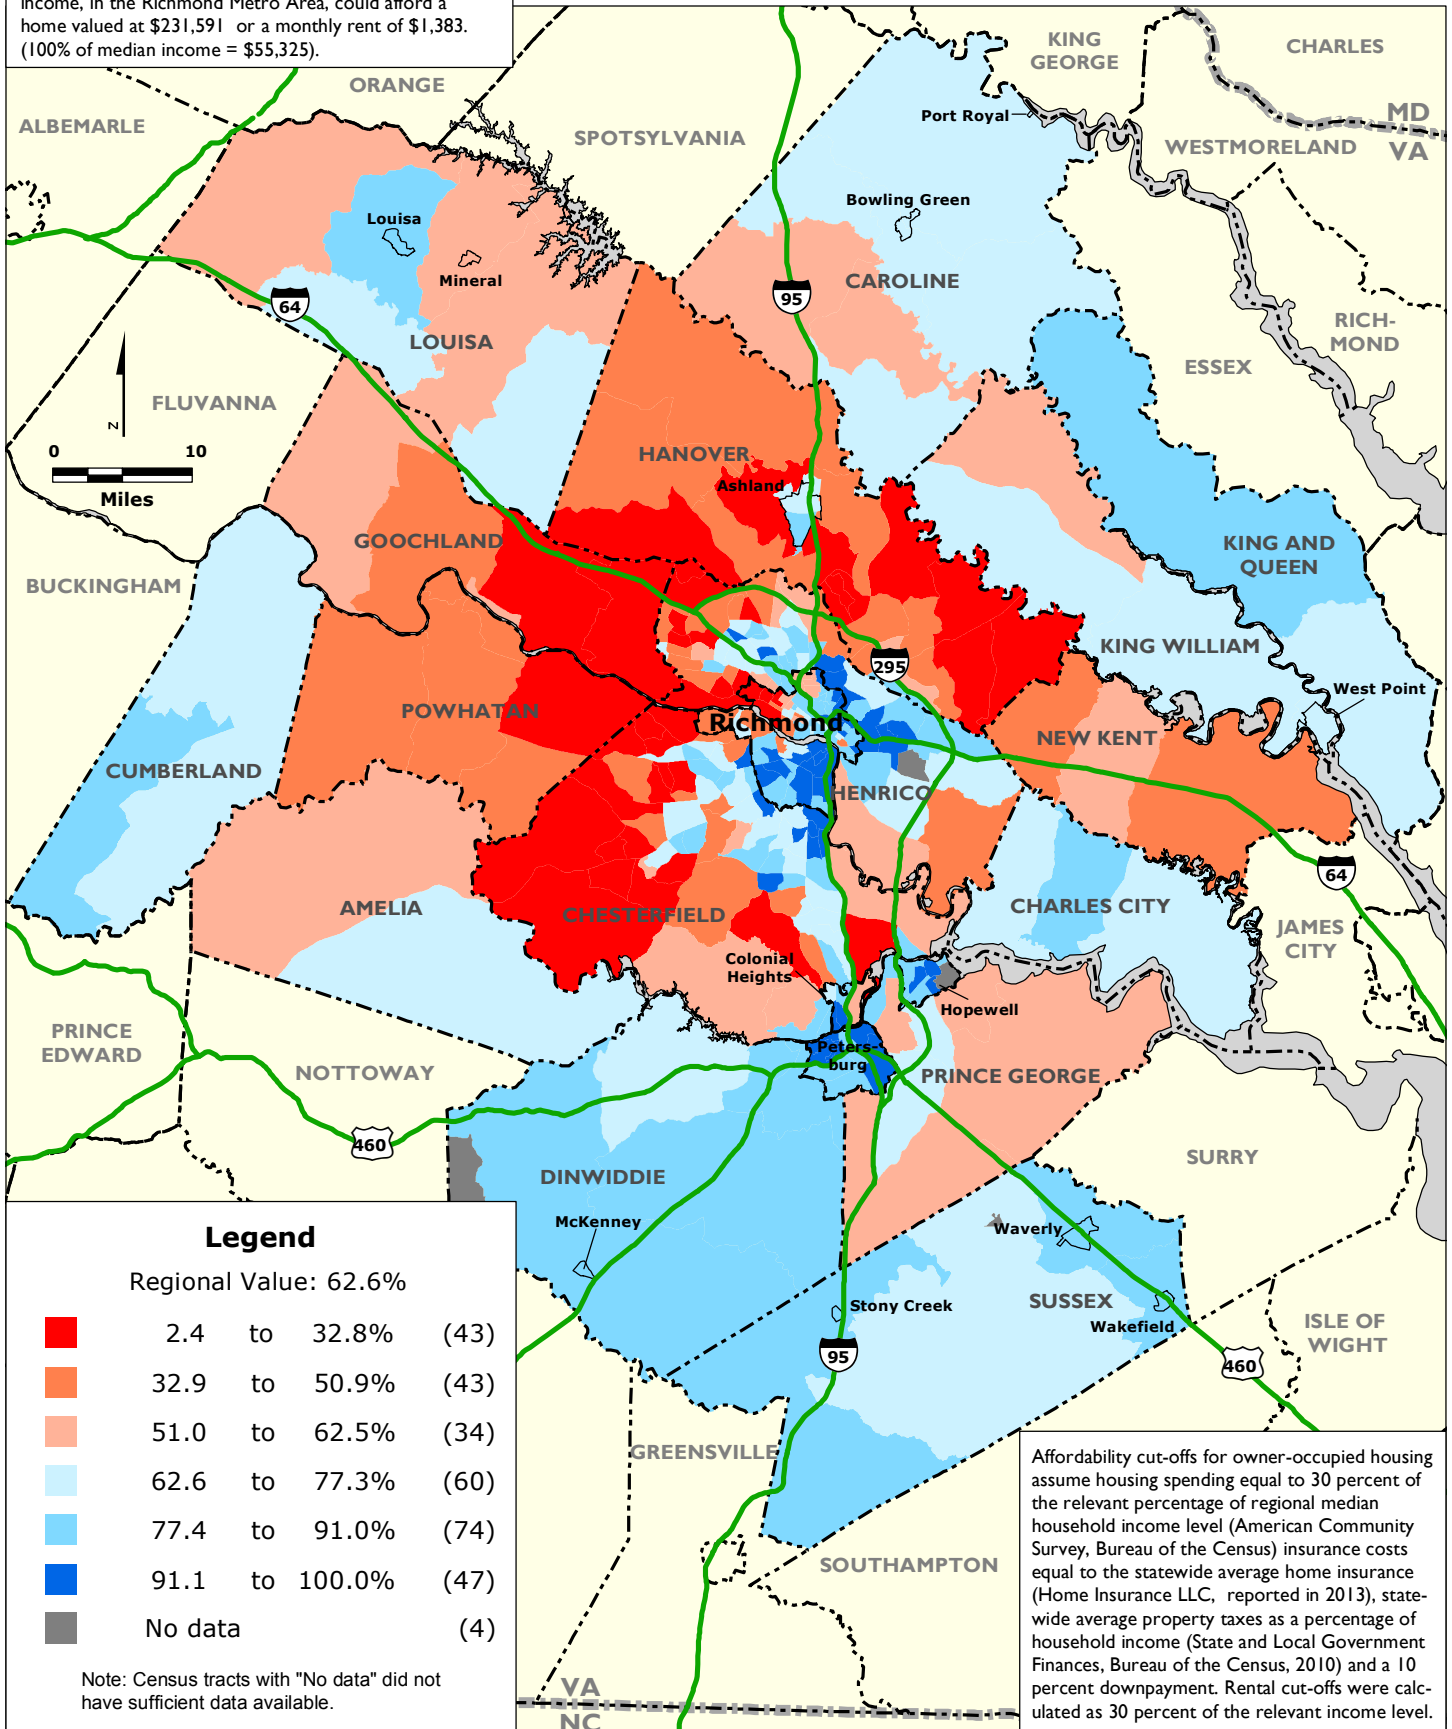 income, in the Richmond Metro Area, could afford a
home valued at $231,591 or a monthly rent of $1,383.
(100% of median income = $55,325).
KING
GEORGE
CHARLES
ORANGE
ALBEMARLE
SPOTSYLVANIA
Port Royal
MD
VA
WESTMORELAND
Louisa
Bowling Green
Mineral
CAROLINE
64
95
LOUISA
RICH-
MOND
ESSEX
FLUVANNA
N
0 10
Miles
HANOVER
Ashland
GOOCHLAND
KING AND
QUEEN
BUCKINGHAM
KING WILLIAM
295
West Point
POWHATAN
Richmond
NEW KENT
CUMBERLAND
HENRICO
64
AMELIA
CHESTERFIELD
CHARLES CITY
JAMES
CITY
Colonial
Heights
Hopewell
PRINCE
EDWARD
Peters-
burg
NOTTOWAY
PRINCE GEORGE
460
SURRY
DINWIDDIE
McKenney
Waverly
Stony Creek
SUSSEX
Wakefield
ISLE OF
WIGHT
95
460
GREENSVILLE
SOUTHAMPTON
VA
NC
Legend
Regional Value: 62.6%
2.4 to 32.8% (43)
32.9 to 50.9% (43)
51.0 to 62.5% (34)
62.6 to 77.3% (60)
77.4 to 91.0% (74)
91.1 to 100.0% (47)
No data (4)
Note: Census tracts with "No data" did not
have sufficient data available.
Affordability cut-offs for owner-occupied housing
assume housing spending equal to 30 percent of
the relevant percentage of regional median
household income level (American Community
Survey, Bureau of the Census) insurance costs
equal to the statewide average home insurance
(Home Insurance LLC, reported in 2013), state-
wide average property taxes as a percentage of
household income (State and Local Government
Finances, Bureau of the Census, 2010) and a 10
percent downpayment. Rental cut-offs were calc-
ulated as 30 percent of the relevant income level.